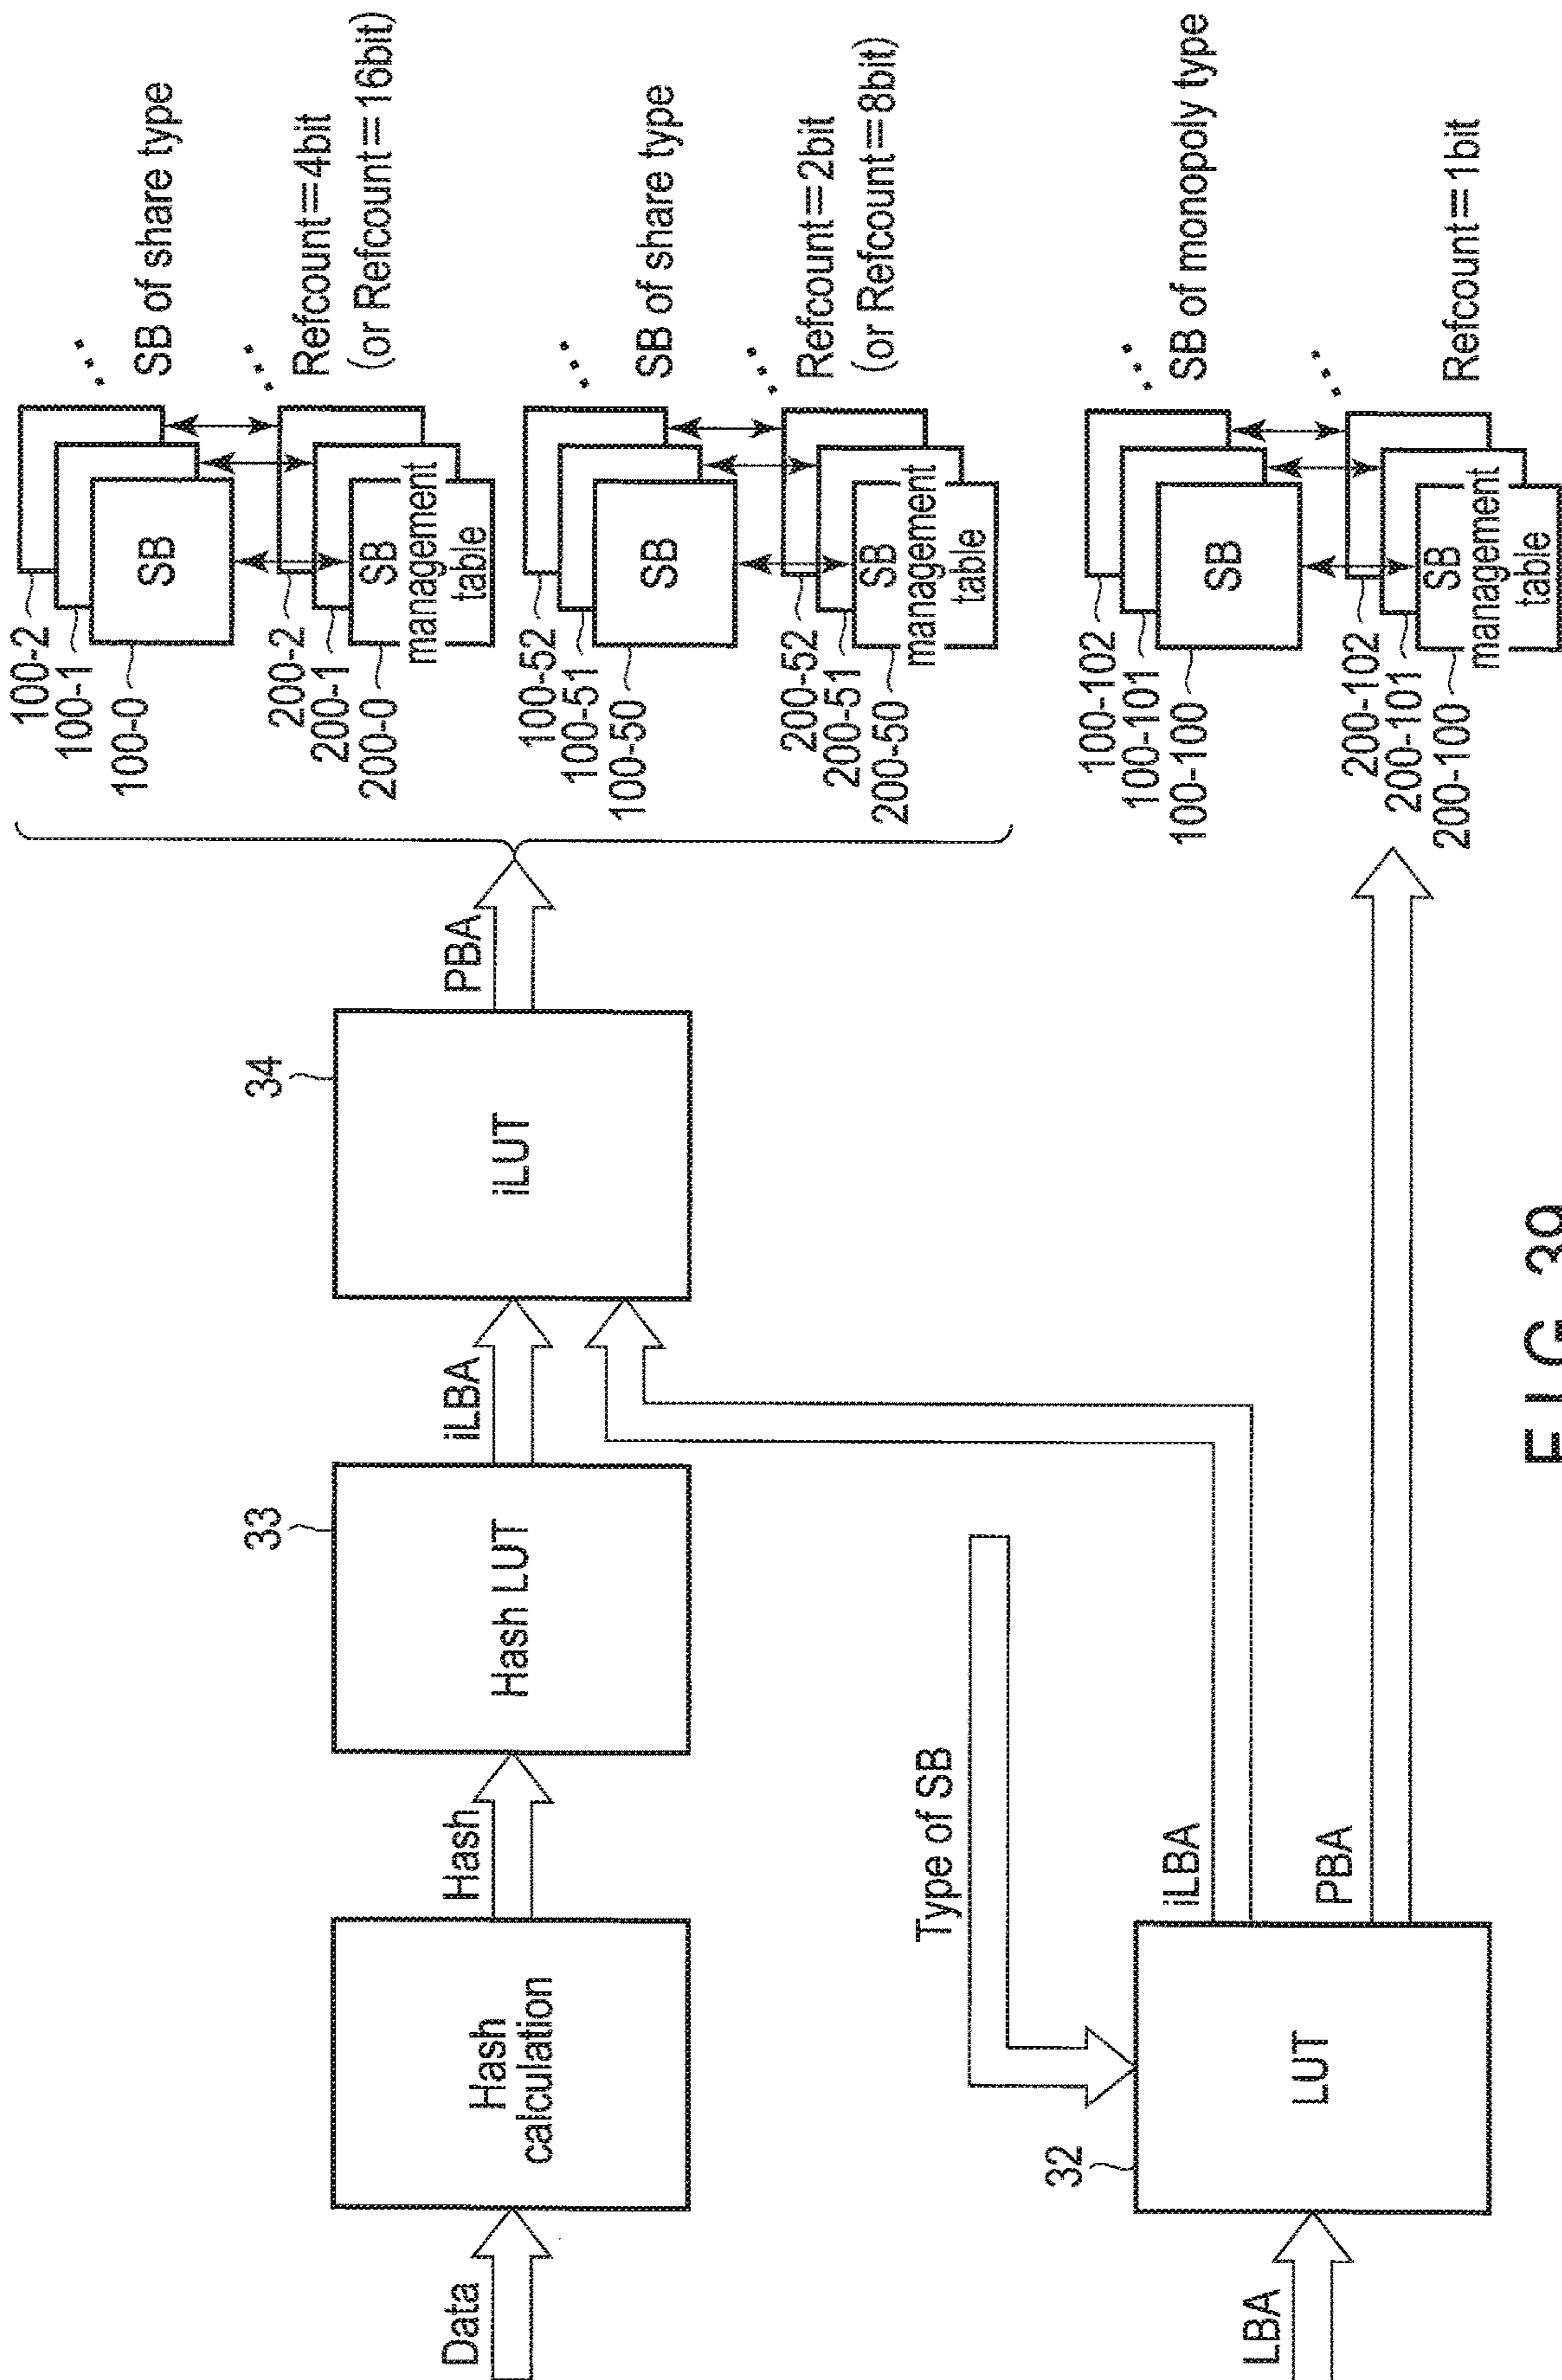 Data
Hash
calculation
Hash
33
Hash LUT
iLBA
34
iLUT
PBA
100-2
100-1
100-0
SB
SB of share type
200-2
200-1
200-0
SB
management
table
Refcount=4bit
(or Refcount=16bit)
100-52
100-51
100-50
SB
SB of share type
200-52
200-51
200-50
SB
management
table
Refcount=2bit
(or Refcount=8bit)
LBA
32
LUT
Type of SB
iLBA
PBA
100-102
100-101
100-100
SB
SB of monopoly type
200-102
200-101
200-100
SB
management
table
Refcount=1bit